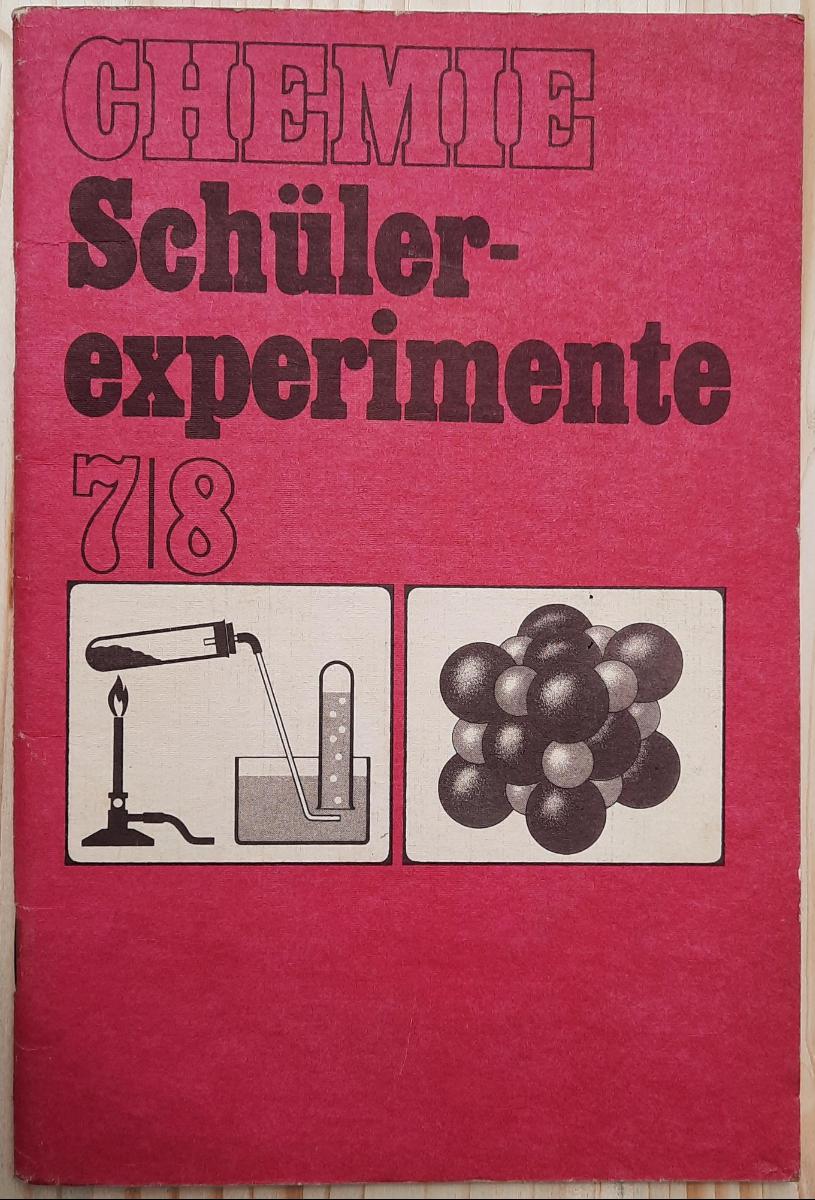 CHEMIE
Schüler-
experimente
7|8